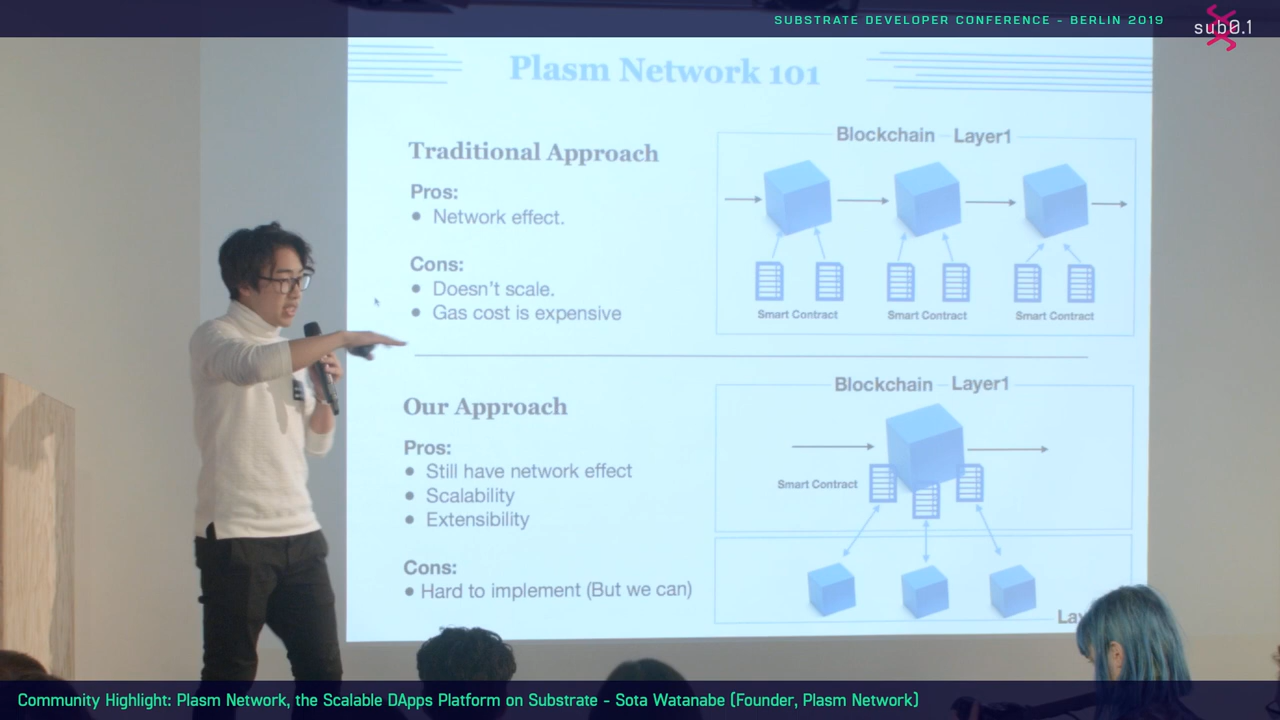 SUBSTRATE DEVELOPER CONFERENCE - BERLIN 2019
sub0.1
Plasm Network 101
Traditional Approach
Pros:
• Network effect.
Cons:
• Doesn't scale.
• Gas cost is expensive
Blockchain Layer1
Smart Contract
Smart Contract
Smart Contract
Our Approach
Pros:
• Still have network effect
• Scalability
• Extensibility
Cons:
• Hard to implement (But we can)
Blockchain Layer1
Smart Contract
Community Highlight: Plasm Network, the Scalable DApps Platform on Substrate - Sota Watanabe (Founder, Plasm Network)